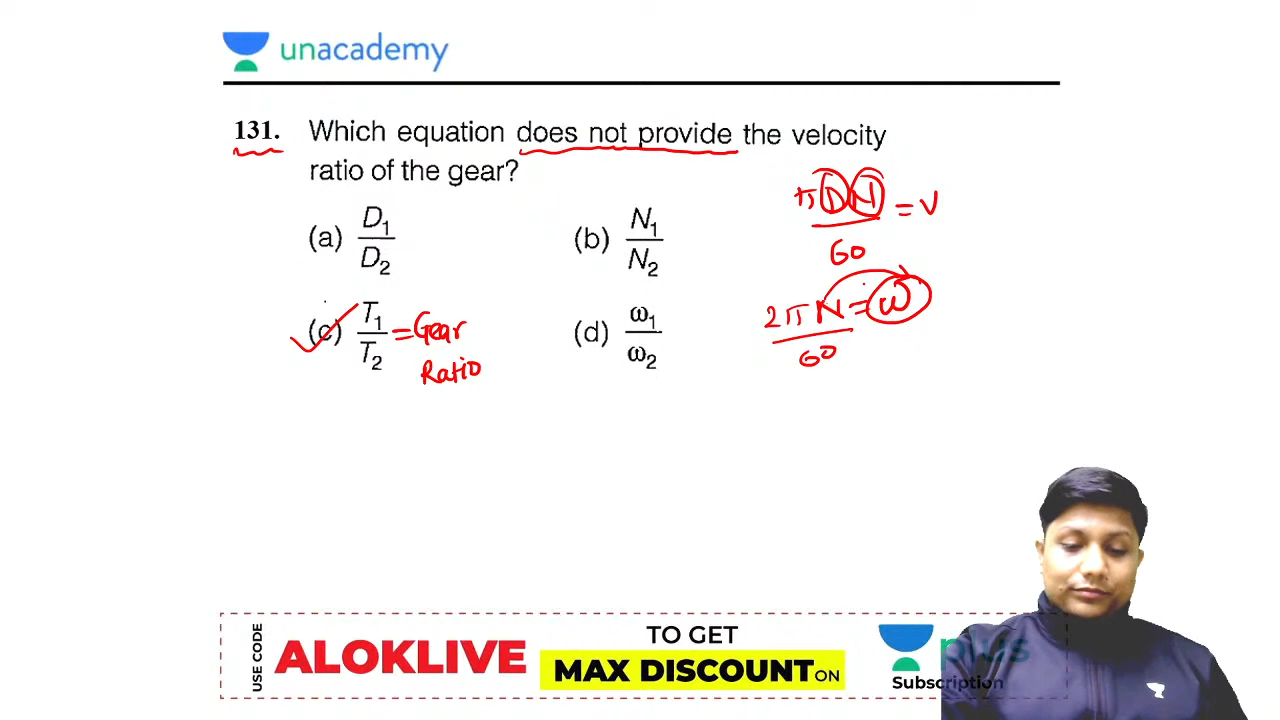 unacademy
131. Which equation does not provide the velocity
ratio of the gear?
(a) D1/D2
(b) N1/N2
(c) T1/T2 = Gear Ratio
(d) ω1/ω2
πDN/60 = V
2πN/60 = ω
USE CODE
ALOKLIVE
TO GET
MAX DISCOUNT ON
plus
Subscription